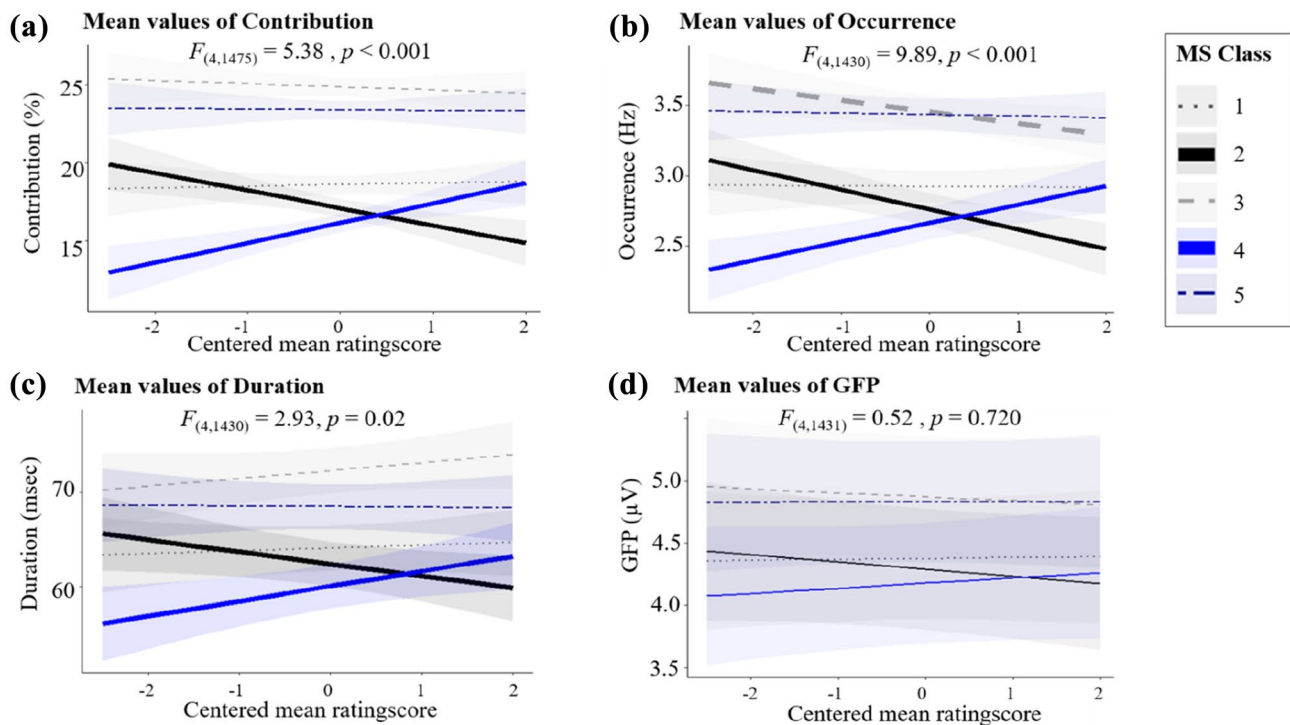 (a) Mean values of Contribution
F(4,1475) = 5.38 , p < 0.001
Contribution (%)
25
20
15
-2 -1 0 1 2
Centered mean ratingscore
(b) Mean values of Occurrence
F(4,1430) = 9.89, p < 0.001
Occurrence (Hz)
3.5
3.0
2.5
-2 -1 0 1 2
Centered mean ratingscore
MS Class
1
2
3
4
5
(c) Mean values of Duration
F(4,1430) = 2.93, p = 0.02
Duration (msec)
70
60
-2 -1 0 1 2
Centered mean ratingscore
(d) Mean values of GFP
F(4,1431) = 0.52 , p = 0.720
GFP (µV)
5.0
4.5
4.0
3.5
-2 -1 0 1 2
Centered mean ratingscore